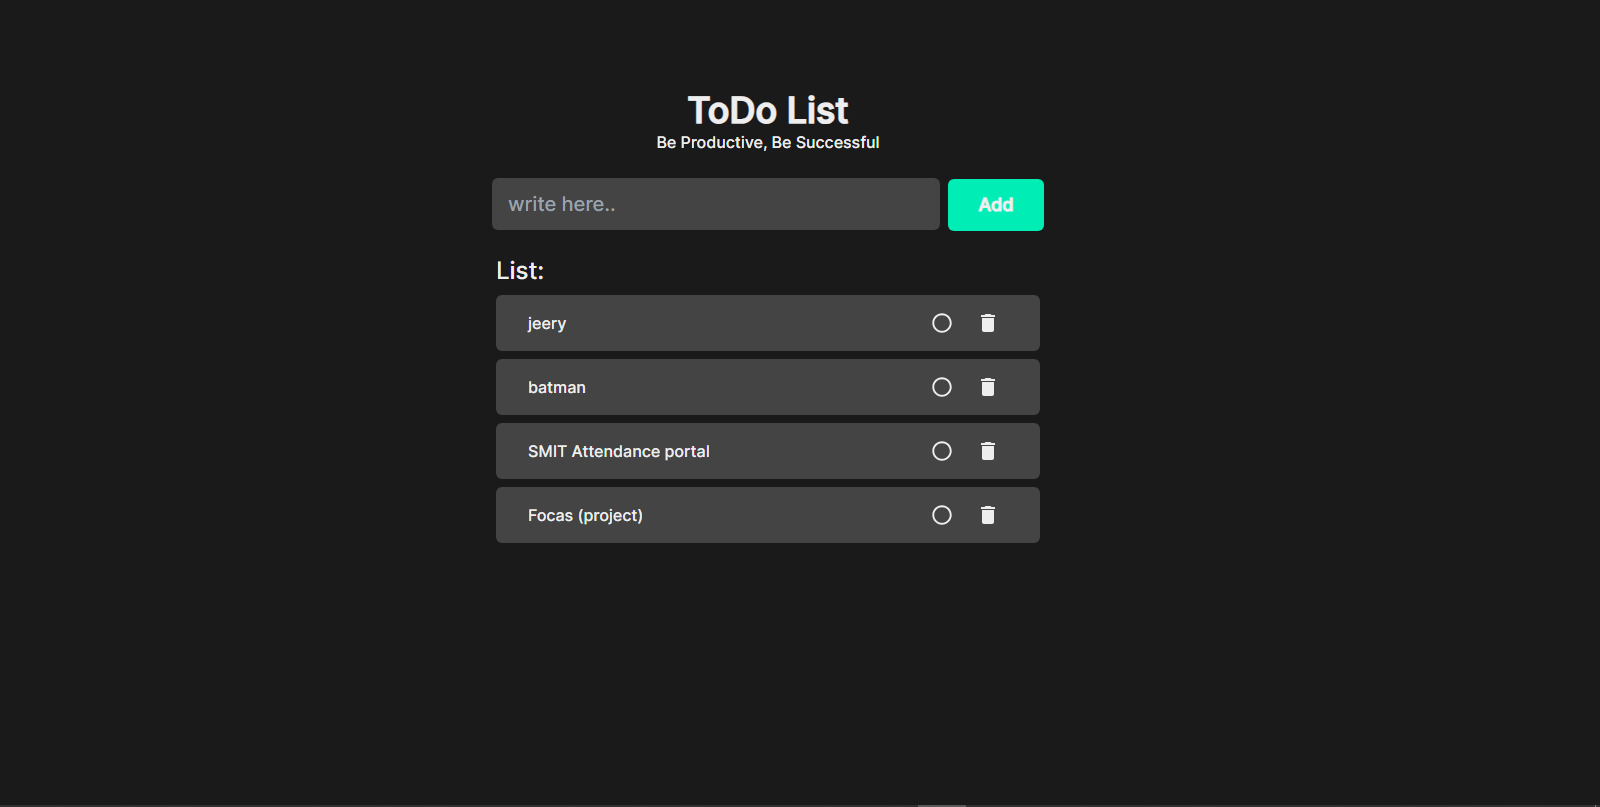 ToDo List
Be Productive, Be Successful
write here..
Add
List:
jeery
batman
SMIT Attendance portal
Focas (project)